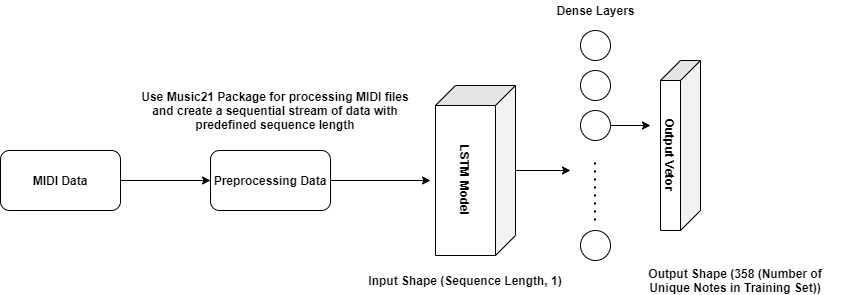 Dense Layers
Use Music21 Package for processing MIDI files
and create a sequential stream of data with
predefined sequence length
MIDI Data
Preprocessing Data
LSTM Model
Output Vetor
Input Shape (Sequence Length, 1)
Output Shape (358 (Number of
Unique Notes in Training Set))